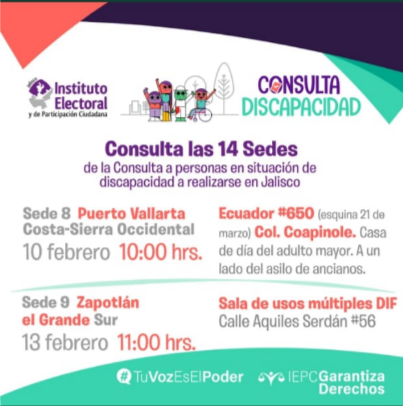 Instituto
Electoral
y de Participación Ciudadana
CONSULTA
DISCAPACIDAD
Consulta las 14 Sedes
de la Consulta a personas en situación de
discapacidad a realizarse en Jalisco
Sede 8 Puerto Vallarta
Costa-Sierra Occidental
10 febrero 10:00 hrs.
Ecuador #650 (esquina 21 de
marzo) Col. Coapinole. Casa
de día del adulto mayor. A un
lado del asilo de ancianos.
Sede 9 Zapotlán
el Grande Sur
13 febrero 11:00 hrs.
Sala de usos múltiples DIF
Calle Aquiles Serdán #56
#TuVozEsElPoder
IEPCGarantiza
Derechos